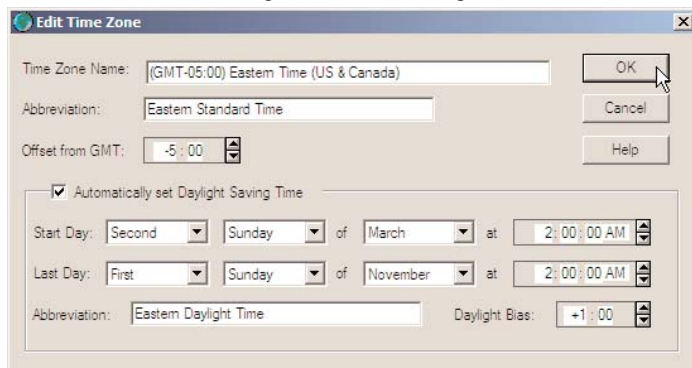 Edit Time Zone
Time Zone Name: (GMT-05:00) Eastern Time (US & Canada) OK
Abbreviation: Eastern Standard Time Cancel
Offset from GMT: -5 : 00 Help
Automatically set Daylight Saving Time
Start Day: Second Sunday of March at 2 : 00 : 00 AM
Last Day: First Sunday of November at 2 : 00 : 00 AM
Abbreviation: Eastern Daylight Time Daylight Bias: +1 : 00